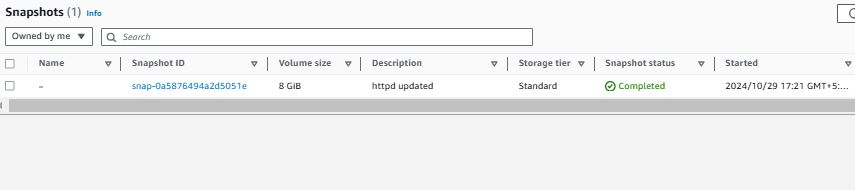 Snapshots (1) Info
Owned by me Search
Name Snapshot ID Volume size Description Storage tier Snapshot status Started
– snap-0a5876494a2d5051e 8 GiB httpd updated Standard Completed 2024/10/29 17:21 GMT+5:...